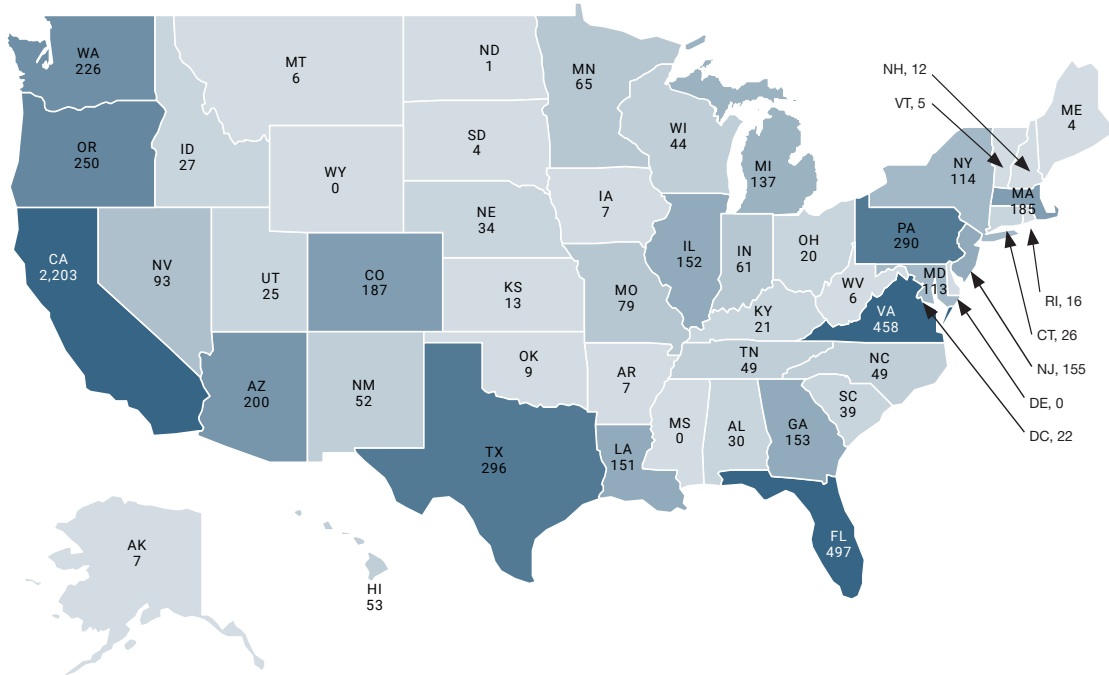 WA
226
MT
6
ND
1
MN
65
NH, 12
VT, 5
ME
4
OR
250
ID
27
SD
4
WI
44
MI
137
NY
114
MA
185
WY
0
IA
7
NE
34
PA
290
CA
2,203
NV
93
UT
25
CO
187
KS
13
MO
79
IL
152
IN
61
OH
20
WV
6
MD
113
VA
458
KY
21
RI, 16
CT, 26
NJ, 155
DE, 0
DC, 22
AZ
200
NM
52
OK
9
AR
7
TN
49
NC
49
SC
39
MS
0
AL
30
GA
153
TX
296
LA
151
FL
497
AK
7
HI
53